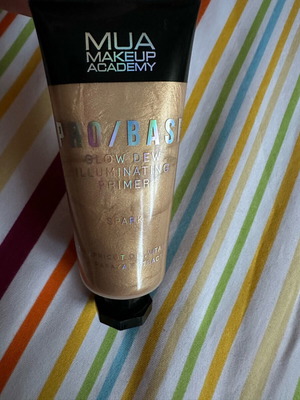 MUA
MAKEUP
ACADEMY
PRO/BASE
GLOW DEW
ILLUMINATING
PRIMER